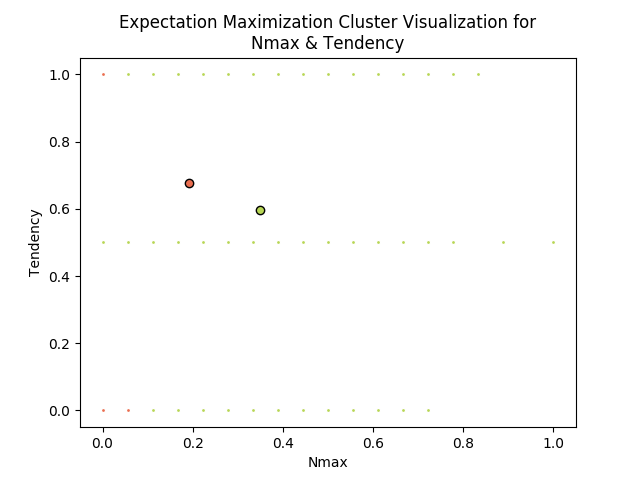 Expectation Maximization Cluster Visualization for
Nmax & Tendency
1.0
0.8
0.6
0.4
0.2
0.0
Tendency
0.0 0.2 0.4 0.6 0.8 1.0
Nmax